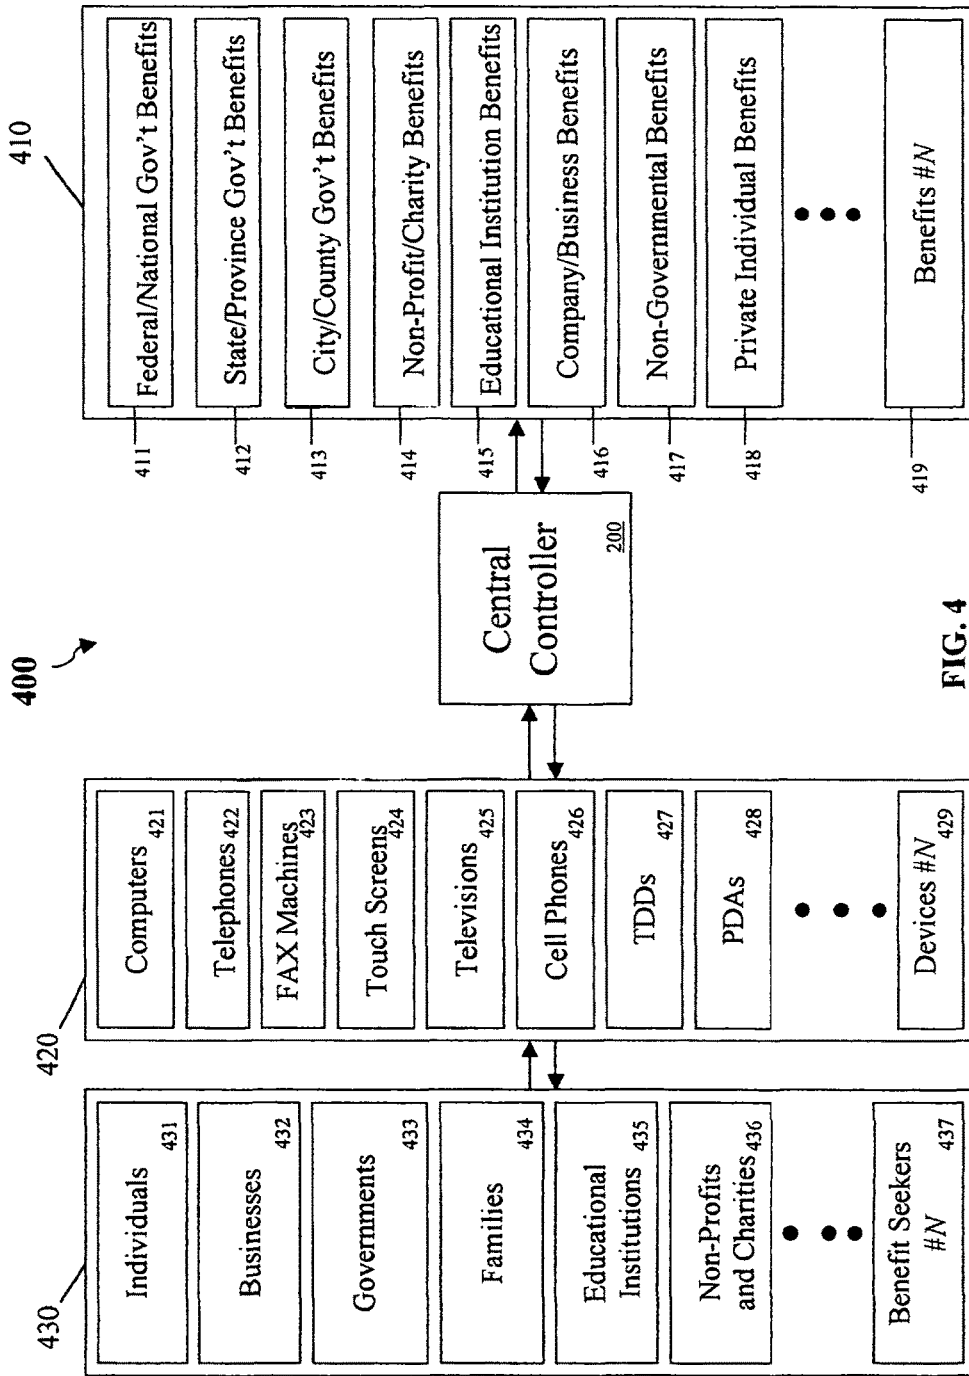 400
430
Individuals
431
Businesses
432
Governments
433
Families
434
Educational
Institutions
435
Non-Profits
and Charities
436
Benefit Seekers
#N
437
420
Computers
421
Telephones
422
FAX Machines
423
Touch Screens
424
Televisions
425
Cell Phones
426
TDDs
427
PDAs
428
Devices #N
429
Central
Controller
200
410
Federal/National Gov't Benefits
411
State/Province Gov't Benefits
412
City/County Gov't Benefits
413
Non-Profit/Charity Benefits
414
Educational Institution Benefits
415
Company/Business Benefits
416
Non-Governmental Benefits
417
Private Individual Benefits
418
Benefits #N
419
FIG. 4